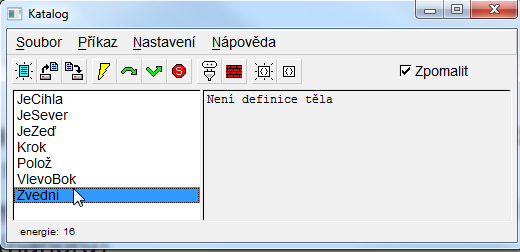 Katalog
Soubor Příkaz Nastavení Nápověda
Zpomalit
JeCihla
JeSever
JeZeď
Krok
Polož
VlevoBok
Zvedni
Není definice těla
energie: 16